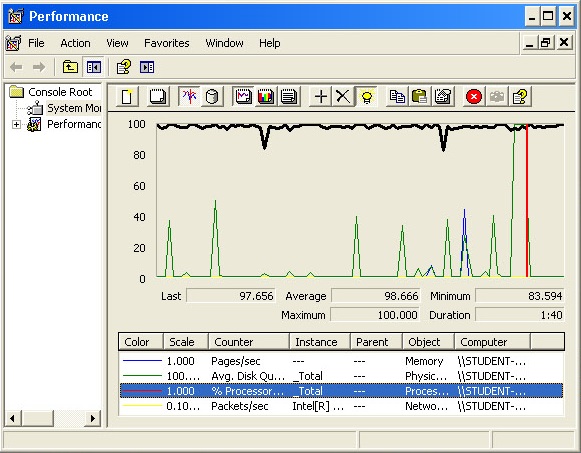 Performance
File Action View Favorites Window Help
Console Root
System Mor
Performanc
100
80
60
40
20
0
Last 97.656 Average 98.666 Minimum 83.594
Maximum 100.000 Duration 1:40
Color Scale Counter Instance Parent Object Computer
1.000 Pages/sec --- --- Memory \\STUDENT-...
100.... Avg. Disk Qu... _Total --- Physic... \\STUDENT-...
1.000 % Processor... _Total --- Proces... \\STUDENT-...
0.10... Packets/sec Intel[R] ... --- Netwo... \\STUDENT-...